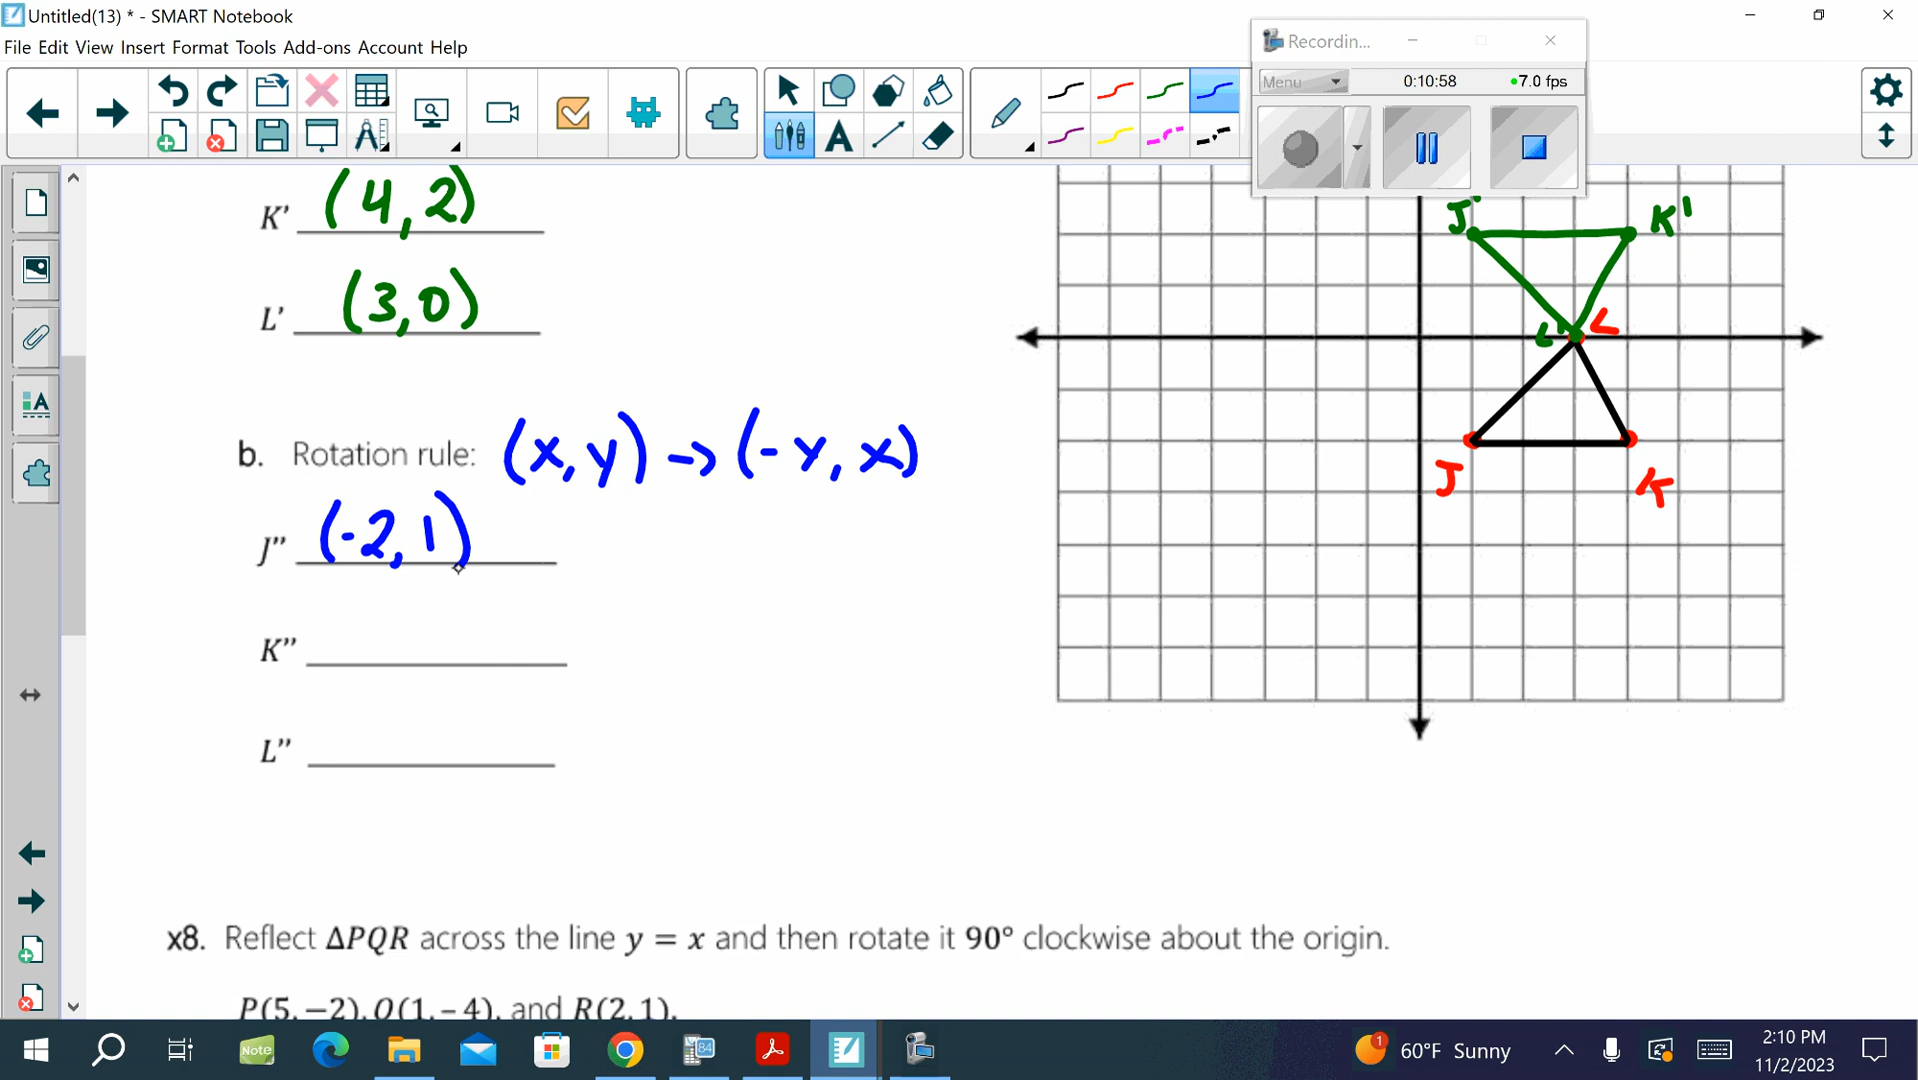 Untitled(13) * - SMART Notebook
File Edit View Insert Format Tools Add-ons Account Help
Recordin...
Menu
0:10:58
7.0 fps
K' (4,2)
L' (3,0)
b. Rotation rule: (x,y) → (-y,x)
J" (-2,1)
K"
L"
J'
K'
L'
L
J
K
x8. Reflect ΔPQR across the line y = x and then rotate it 90° clockwise about the origin.
P(5,−2),Q(1,−4), and R(2,1).
Note
84
1
60°F Sunny
2:10 PM
11/2/2023